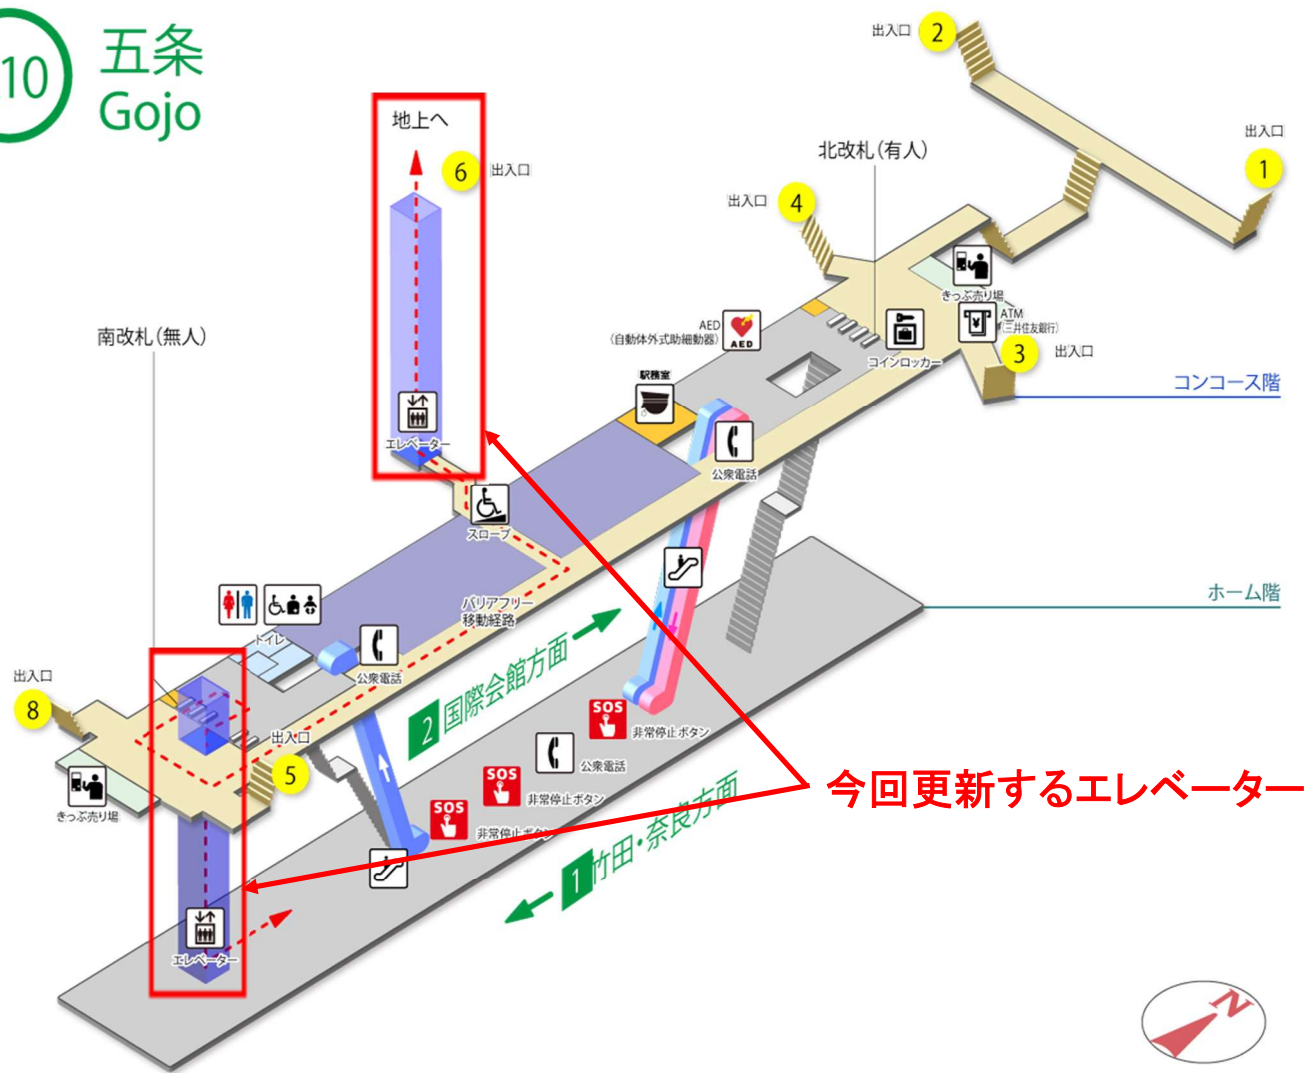 10
五条
Gojo
出入口 2
出入口
1
地上へ
6 出入口
北改札(有人)
出入口 4
きっぷ売り場
ATM
(三井住友銀行)
AED
(自動体外式助細動器)
AED
コインロッカー
3 出入口
南改札(無人)
駅務室
コンコース階
エレベーター
公衆電話
スロープ
ホーム階
バリアフリー
移動経路
トイレ
公衆電話
2 国際会館方面
出入口
8
SOS
非常停止ボタン
出入口
5
公衆電話
SOS
非常停止ボタン
きっぷ売り場
SOS
非常停止ボタン
今回更新するエレベーター
1 竹田・奈良方面
エレベーター
N